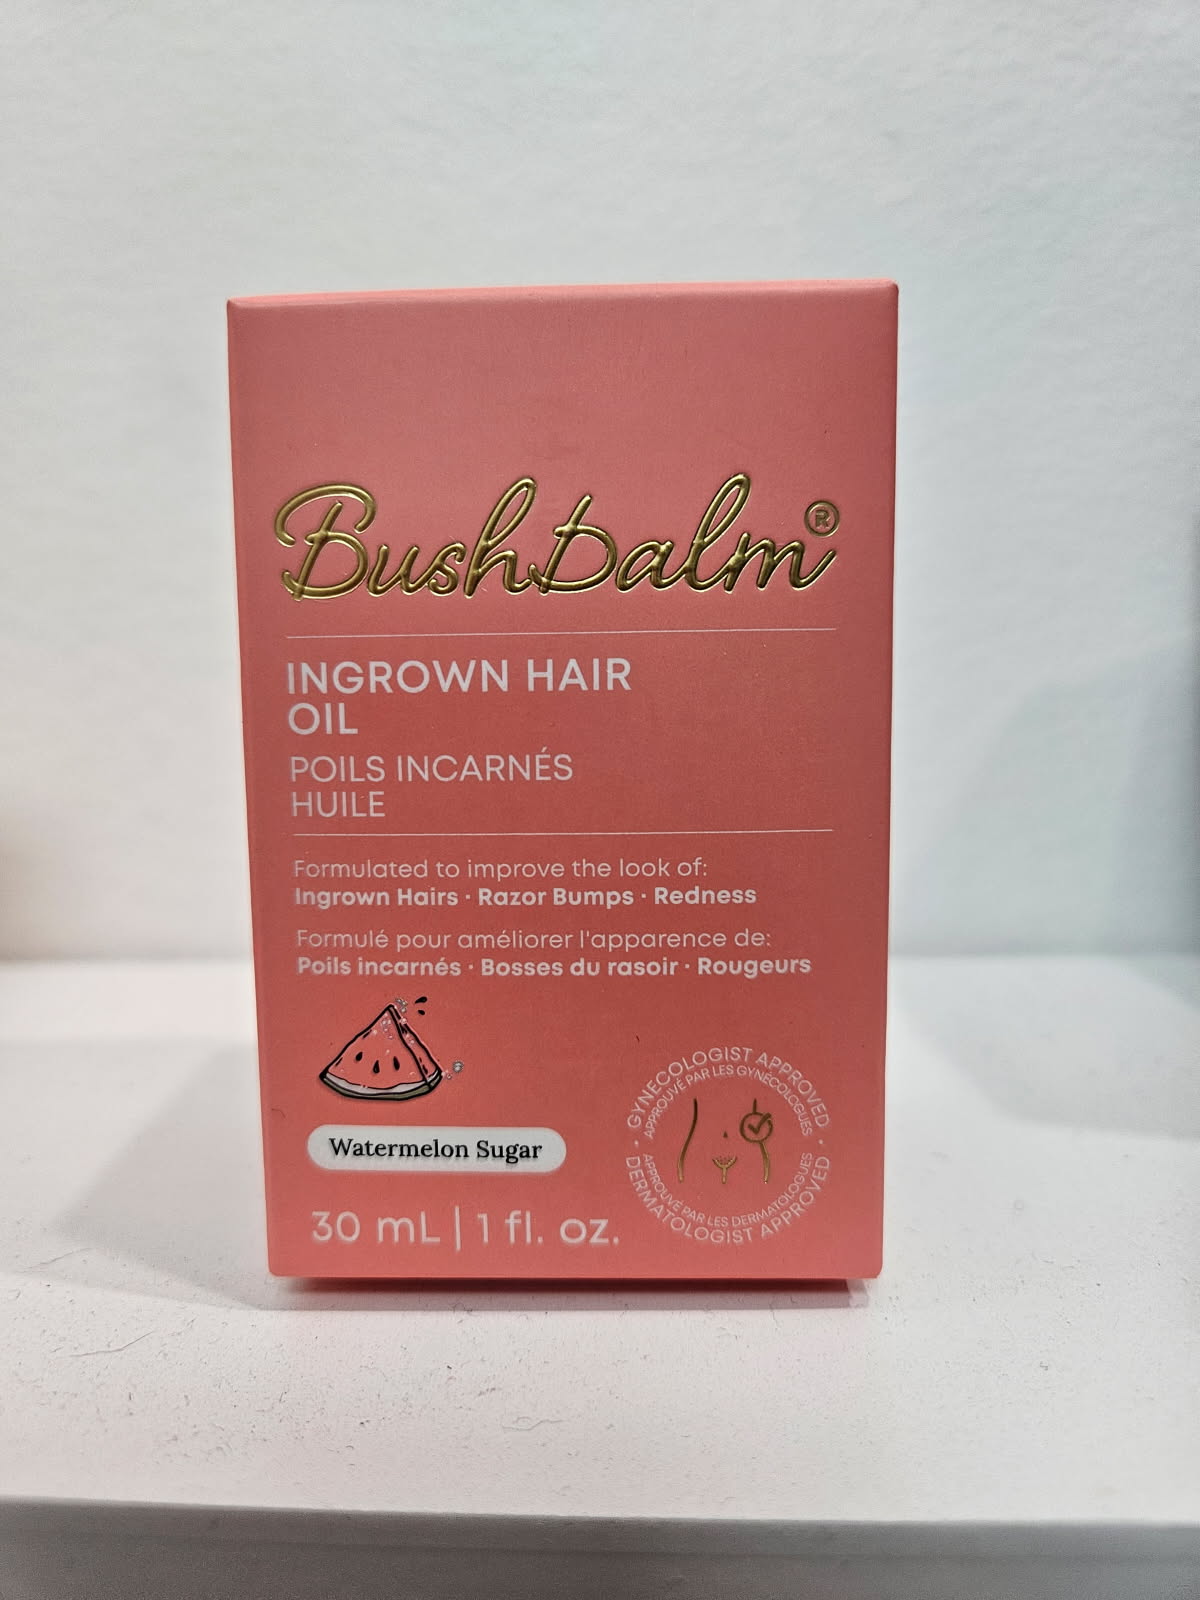 Bushbalm®
INGROWN HAIR
OIL
POILS INCARNÉS
HUILE
Formulated to improve the look of:
Ingrown Hairs · Razor Bumps · Redness
Formulé pour améliorer l'apparence de:
Poils incarnés · Bosses du rasoir · Rougeurs
Watermelon Sugar
30 mL | 1 fl. oz.
GYNECOLOGIST APPROVED
APPROUVÉ PAR LES GYNÉCOLOGUES
APPROUVÉ PAR LES DERMATOLOGUES
DERMATOLOGIST APPROVED